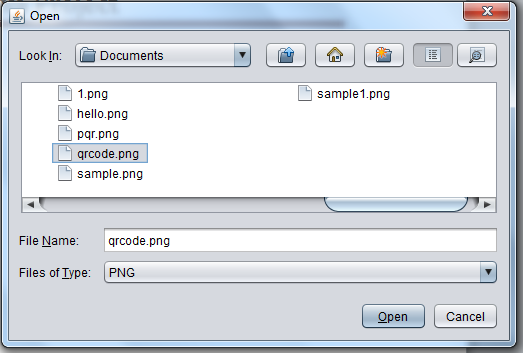 Open
Look In: Documents
1.png
hello.png
pqr.png
qrcode.png
sample.png
sample1.png
File Name: qrcode.png
Files of Type: PNG
Open Cancel